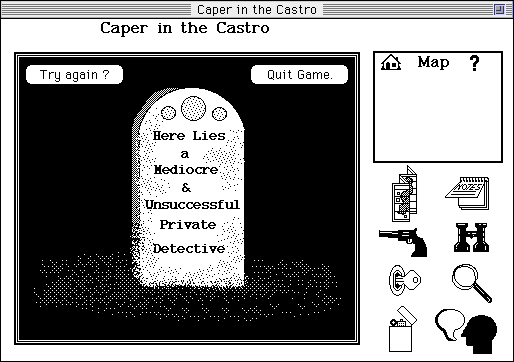 Caper in the Castro
Caper in the Castro
Try again ?
Quit Game.
Here Lies
a
Mediocre
&
Unsuccessful
Private
Detective
Map ?
NOTES